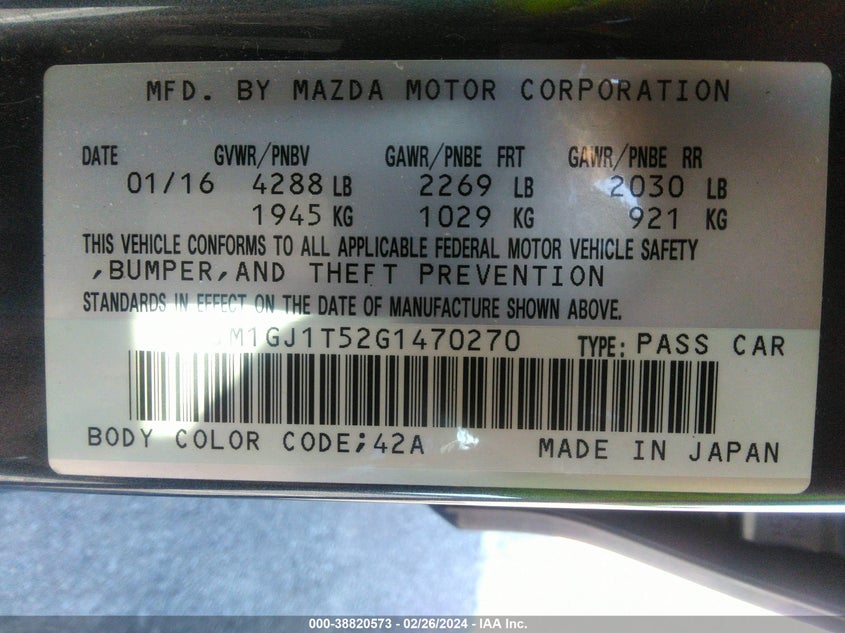 MFD. BY MAZDA MOTOR CORPORATION
DATE GVWR/PNBV GAWR/PNBE FRT GAWR/PNBE RR
01/16 4288 LB 2269 LB 2030 LB
1945 KG 1029 KG 921 KG
THIS VEHICLE CONFORMS TO ALL APPLICABLE FEDERAL MOTOR VEHICLE SAFETY
,BUMPER,AND THEFT PREVENTION
STANDARDS IN EFFECT ON THE DATE OF MANUFACTURE SHOWN ABOVE.
JM1GJ1T52G1470270 TYPE: PASS CAR
BODY COLOR CODE;42A MADE IN JAPAN
000-38820573 - 02/26/2024 - IAA Inc.